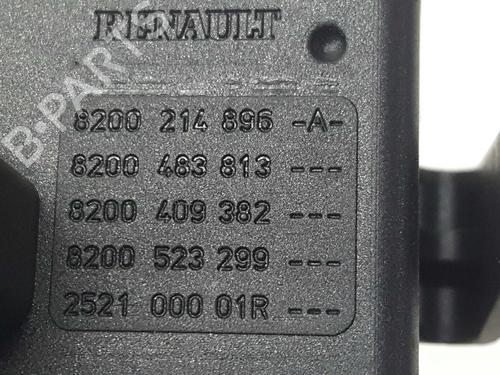 RENAULT
8200 214 896 -A-
8200 483 813 ---
8200 409 382 ---
8200 523 299 ---
2521 000 01R ---
B-PARTS